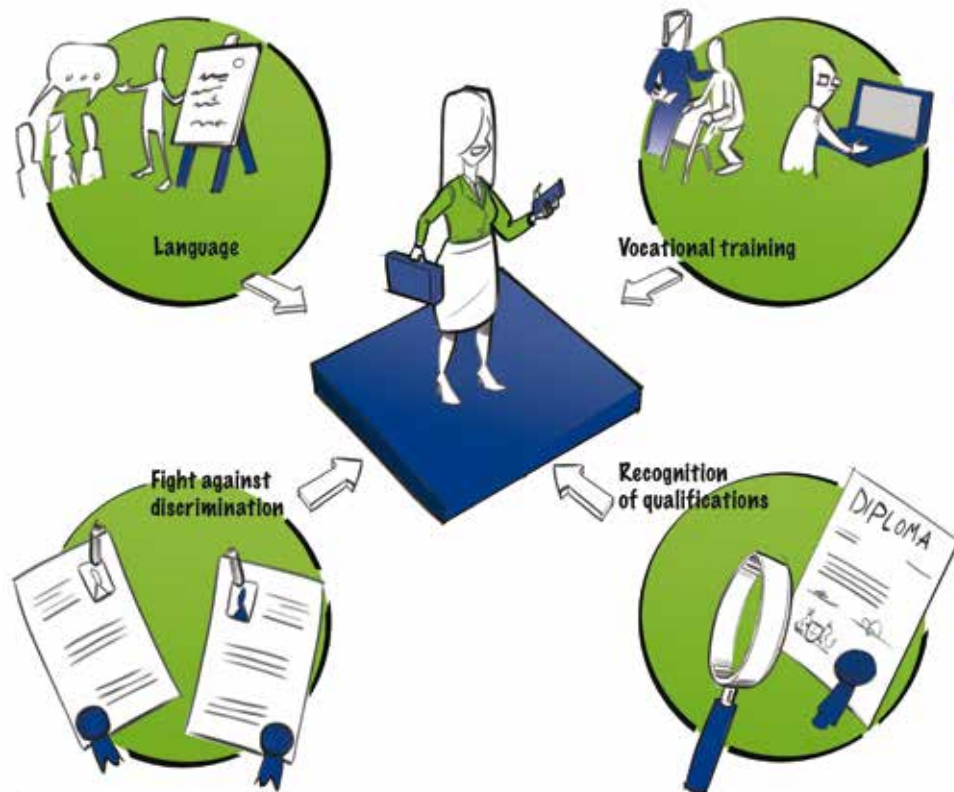 Language
Vocational training
Fight against
discrimination
Recognition
of qualifications
DIPLOMA